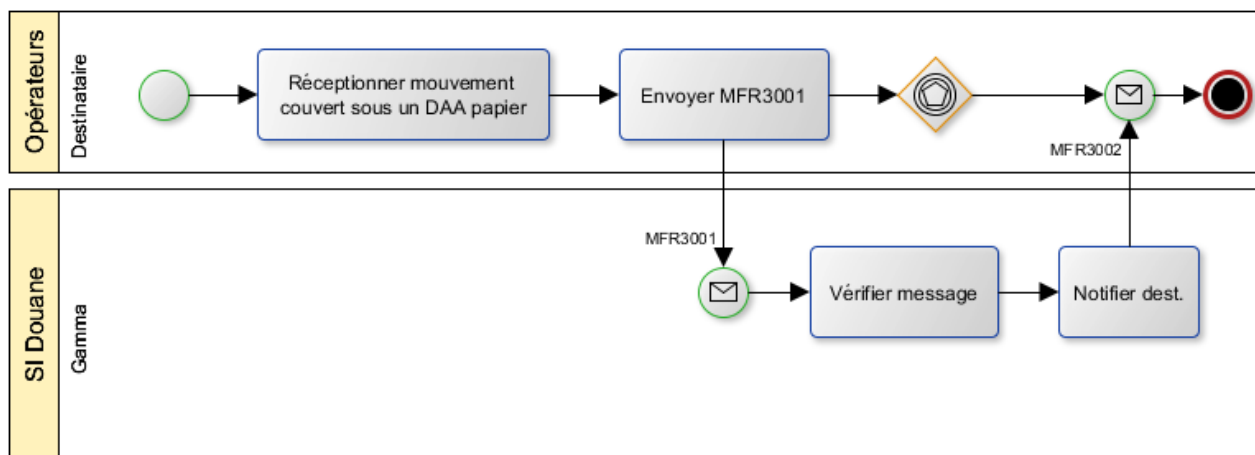 Opérateurs
Destinataire
Réceptionner mouvement
couvert sous un DAA papier
Envoyer MFR3001
MFR3002
SI Douane
Gamma
MFR3001
Vérifier message
Notifier dest.